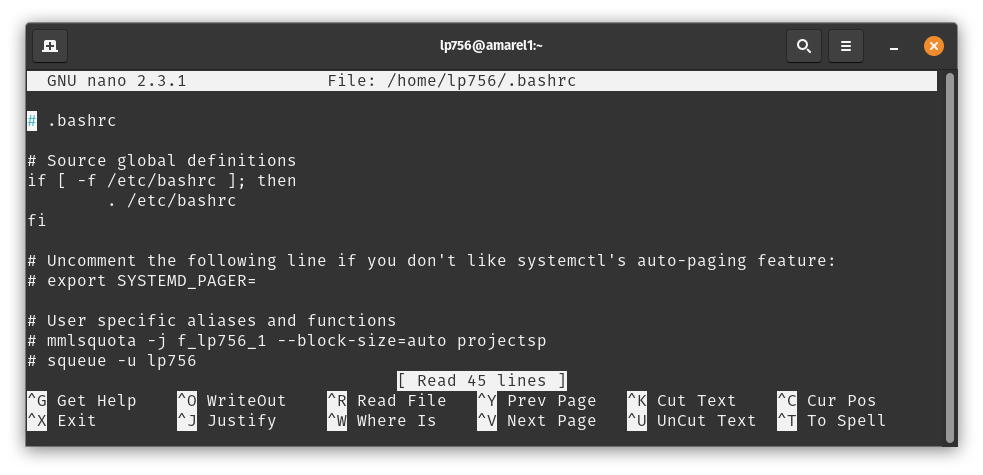 lp756@amarel1:~
GNU nano 2.3.1 File: /home/lp756/.bashrc
# .bashrc
# Source global definitions
if [ -f /etc/bashrc ]; then
        . /etc/bashrc
fi
# Uncomment the following line if you don't like systemctl's auto-paging feature:
# export SYSTEMD_PAGER=
# User specific aliases and functions
# mmlsquota -j f_lp756_1 --block-size=auto projectsp
# squeue -u lp756
[ Read 45 lines ]
^G Get Help ^O WriteOut ^R Read File ^Y Prev Page ^K Cut Text ^C Cur Pos
^X Exit ^J Justify ^W Where Is ^V Next Page ^U UnCut Text ^T To Spell